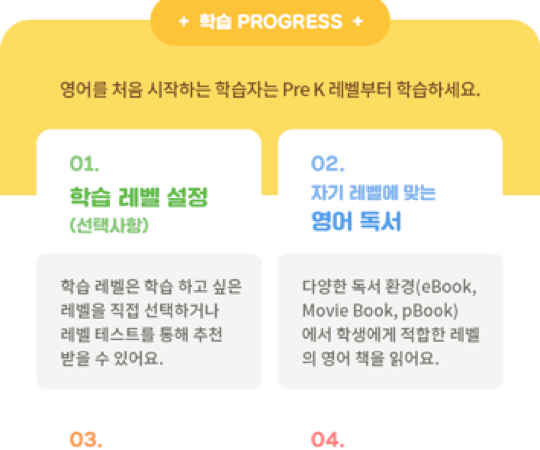 + 학습 PROGRESS +
영어를 처음 시작하는 학습자는 Pre K 레벨부터 학습하세요.
01.
학습 레벨 설정
(선택사항)
학습 레벨은 학습 하고 싶은
레벨을 직접 선택하거나
레벨 테스트를 통해 추천
받을 수 있어요.
02.
자기 레벨에 맞는
영어 독서
다양한 독서 환경(eBook,
Movie Book, pBook)
에서 학생에게 적합한 레벨
의 영어 책을 읽어요.
03.
04.